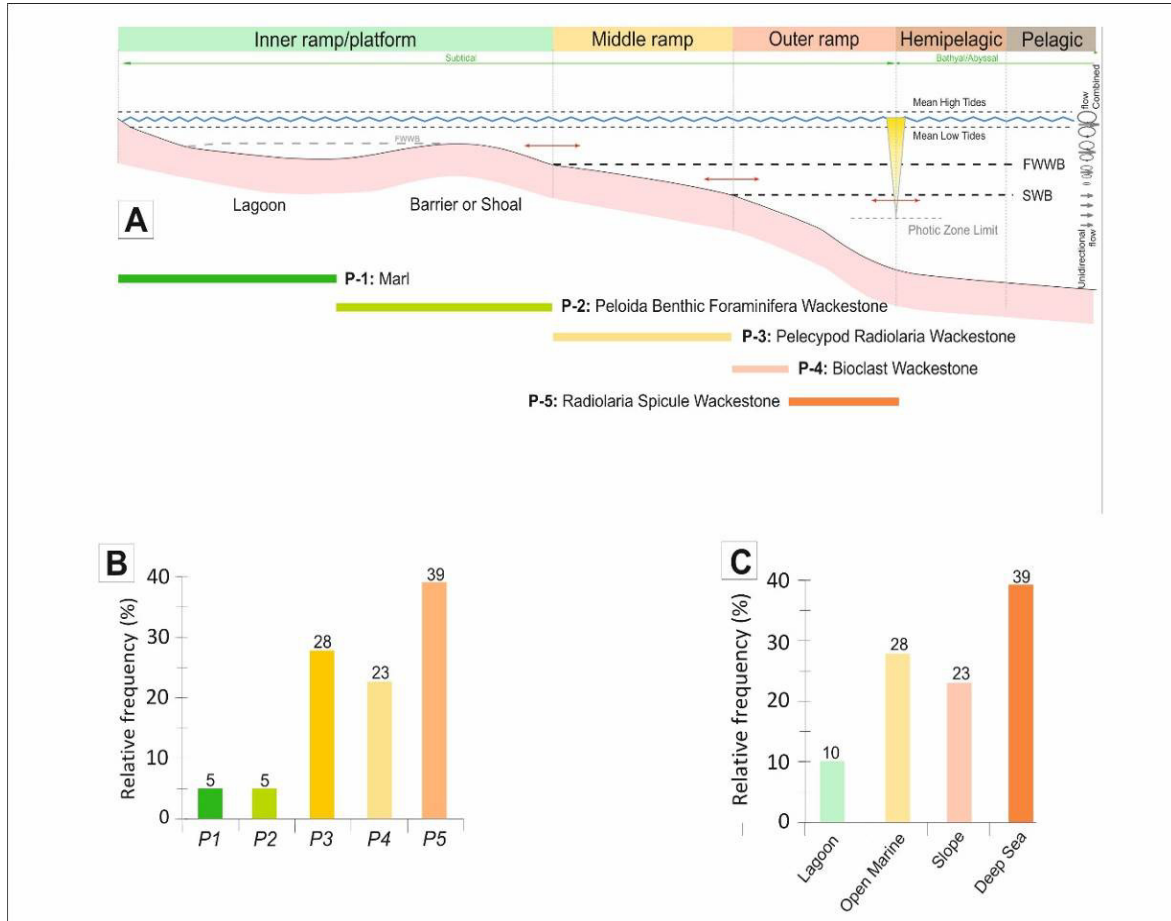 Inner ramp/platform Middle ramp Outer ramp Hemipelagic Pelagic
Subtical Bathyal/Abyssal
Mean High Tides
Mean Low Tides
FWWB
FWWB
SWB
Photic Zone Limit
Combined
flow
Unidirectional
flow
Lagoon Barrier or Shoal
A
P-1: Marl
P-2: Peloida Benthic Foraminifera Wackestone
P-3: Pelecypod Radiolaria Wackestone
P-4: Bioclast Wackestone
P-5: Radiolaria Spicule Wackestone
B
Relative frequency (%)
40
30
20
10
0
5
5
28
23
39
P1 P2 P3 P4 P5
C
Relative frequency (%)
40
30
20
10
0
10
28
23
39
Lagoon
Open Marine
Slope
Deep Sea